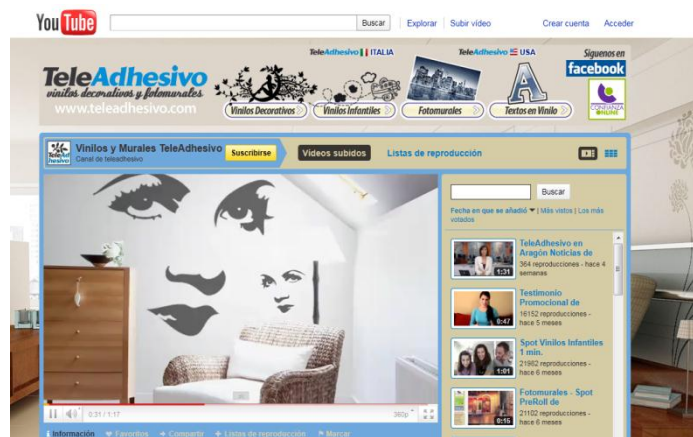 You Tube
Buscar
Explorar
Subir vídeo
Crear cuenta
Acceder
TeleAdhesivo ITALIA
TeleAdhesivo USA
Siguenos en
facebook
TeleAdhesivo
vinilos decorativos y fotomurales
www.teleadhesivo.com
Vinilos Decorativos
Vinilos Infantiles
Fotomurales
Textos en Vinilo
A
CONFIANZA
ONLINE
TeleAd
hesivo
Vinilos y Murales TeleAdhesivo
Canal de teleadhesivo
Suscribirse
Vídeos subidos
Listas de reproducción
Buscar
Fecha en que se añadió | Más vistos | Los más
votados
TeleAdhesivo en
Aragón Noticias de
364 reproducciones - hace 4
semanas
1:31
Testimonio
Promocional de
16152 reproducciones -
hace 5 meses
0:47
Spot Vinilos Infantiles
1 min.
21982 reproducciones -
hace 6 meses
1:01
Fotomurales - Spot
PreRoll de
21102 reproducciones -
hace 6 meses
0:16
0:31 / 1:17
360p
Información
Favoritos
Compartir
Listas de reproducción
Marcar